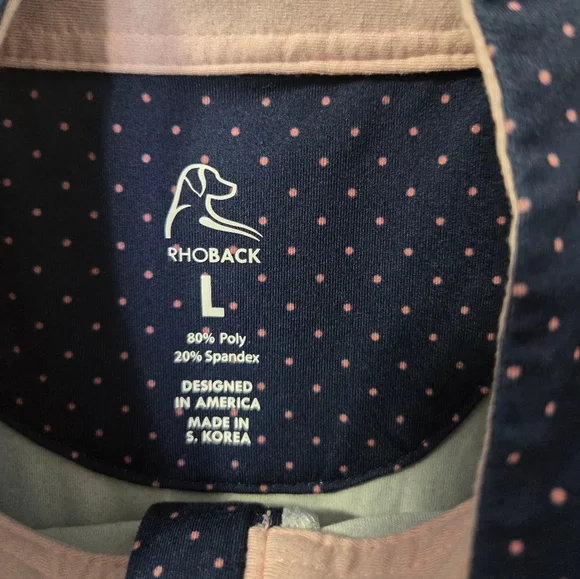 RHOBACK
L
80% Poly
20% Spandex
DESIGNED
IN AMERICA
MADE IN
S. KOREA